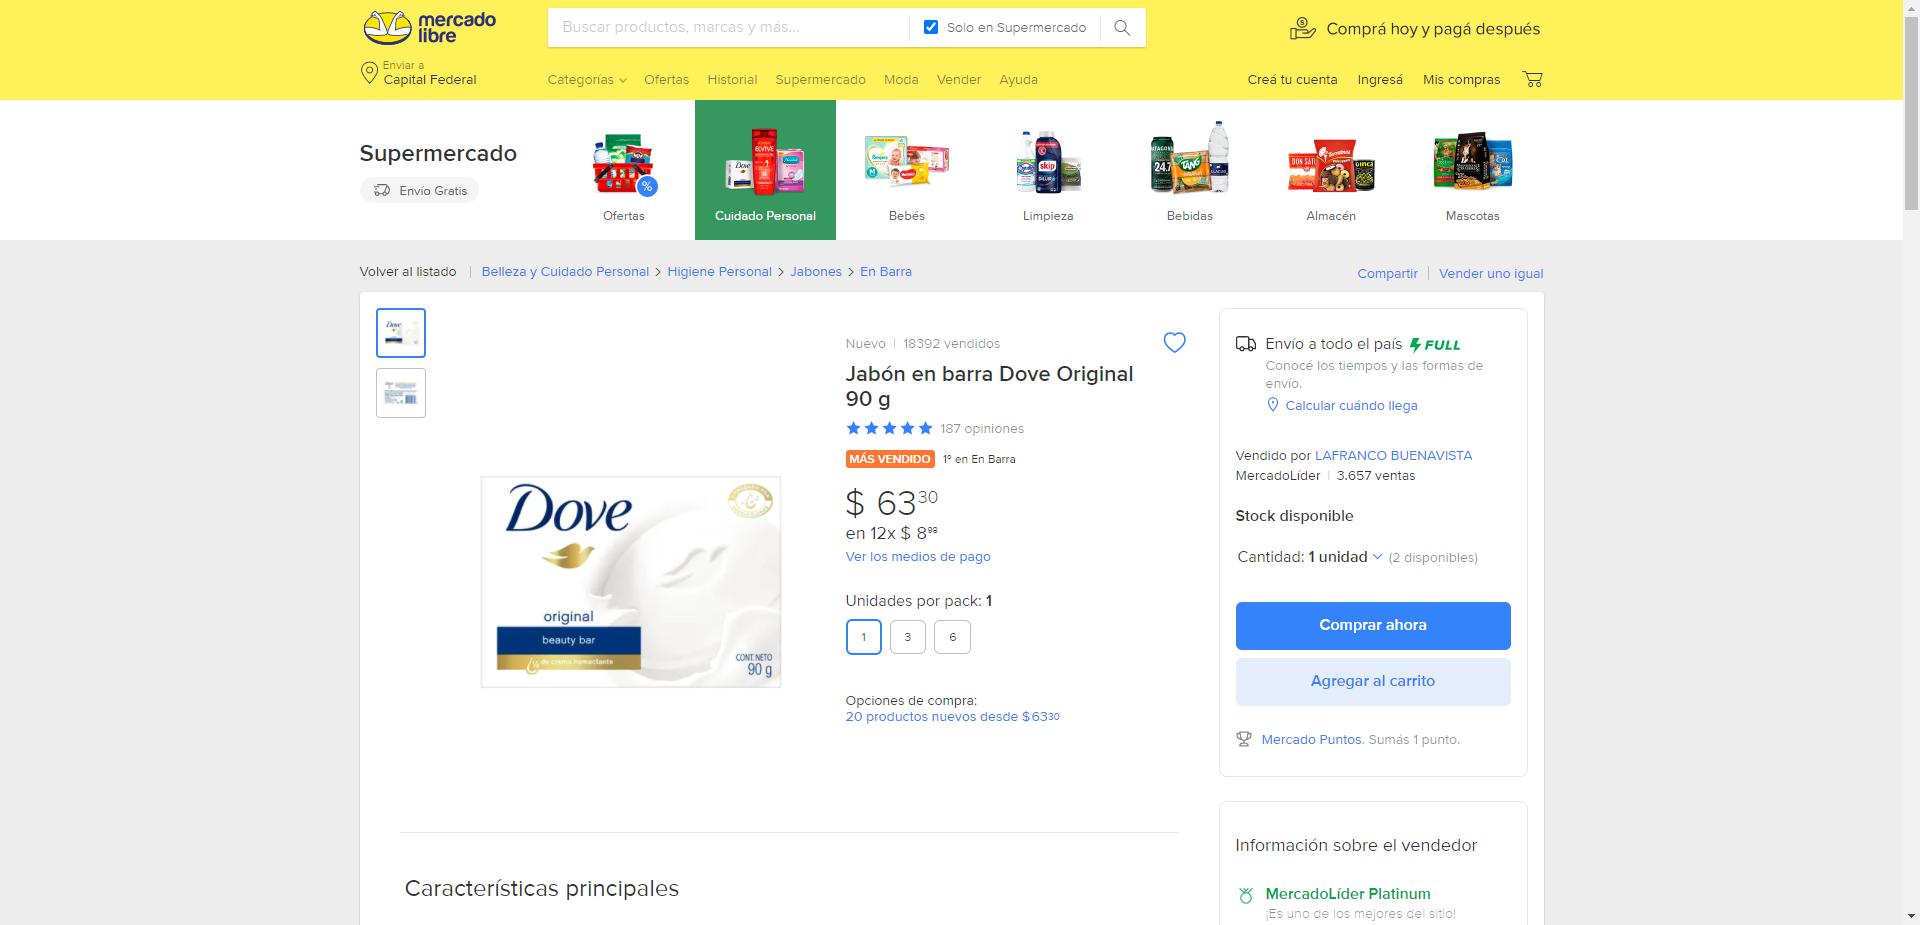 mercado
libre
Buscar productos, marcas y más...
Solo en Supermercado
Comprá hoy y pagá después
Enviar a
Capital Federal
Categorías
Ofertas
Historial
Supermercado
Moda
Vender
Ayuda
Creá tu cuenta
Ingresá
Mis compras
Supermercado
Envío Gratis
Ofertas
Cuidado Personal
Bebés
Limpieza
Bebidas
Almacén
Mascotas
Volver al listado
Belleza y Cuidado Personal > Higiene Personal > Jabones > En Barra
Compartir
Vender uno igual
Nuevo | 18392 vendidos
Jabón en barra Dove Original
90 g
187 opiniones
MÁS VENDIDO 1º en En Barra
$ 63 30
en 12x $ 8 98
Ver los medios de pago
Unidades por pack: 1
1
3
6
Opciones de compra:
20 productos nuevos desde $ 63 30
Dove
original
beauty bar
¼ de crema humectante
CONT. NETO
90 g
Envío a todo el país FULL
Conocé los tiempos y las formas de
envío.
Calcular cuándo llega
Vendido por LAFRANCO BUENAVISTA
MercadoLíder | 3.657 ventas
Stock disponible
Cantidad: 1 unidad (2 disponibles)
Comprar ahora
Agregar al carrito
Mercado Puntos. Sumás 1 punto.
Información sobre el vendedor
MercadoLíder Platinum
¡Es uno de los mejores del sitio!
Características principales